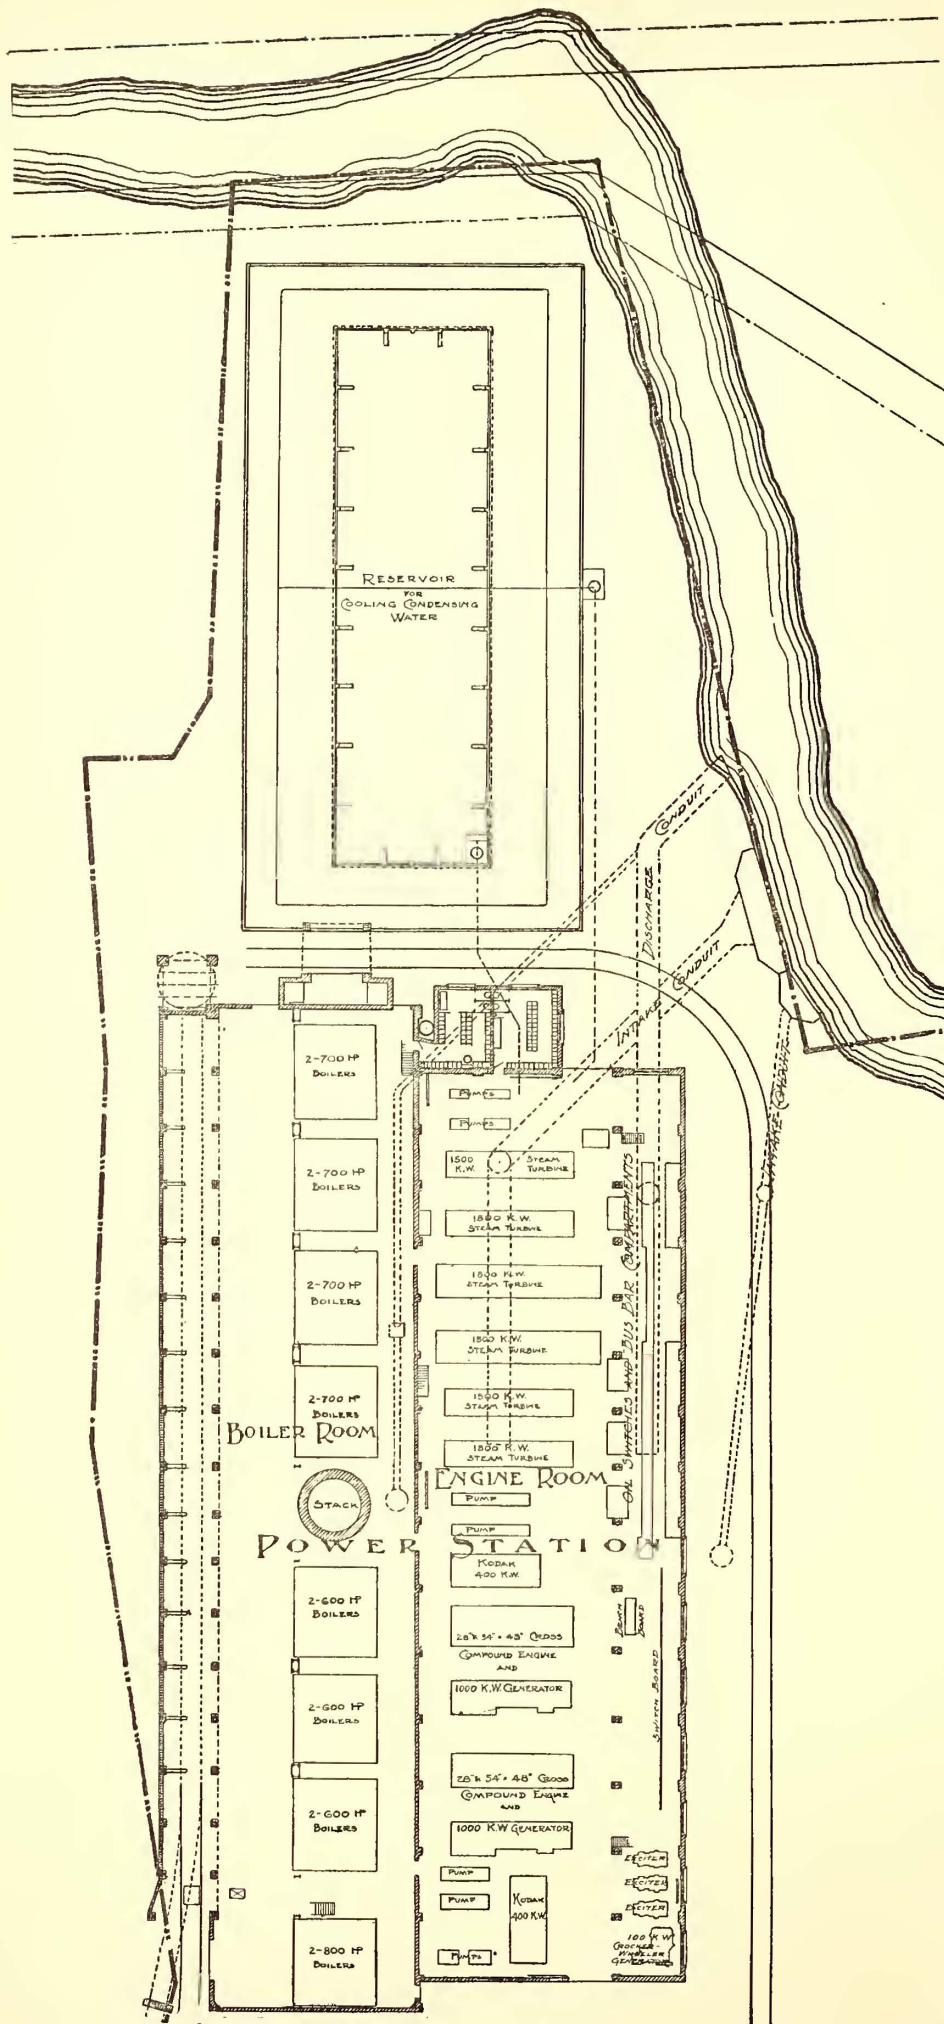 RESERVOIR
FOR
COOLING CONDENSING
WATER
CONDUIT
DISCHARGE
INTAKE CONDUIT
INTAKE CONDUIT
2-700 HP
BOILERS
2-700 HP
BOILERS
2-700 HP
BOILERS
2-700 HP
BOILERS
BOILER ROOM
STACK
2-600 HP
BOILERS
2-600 HP
BOILERS
2-600 HP
BOILERS
2-800 HP
BOILERS
POWER STATION
PUMPS
PUMPS
1500
K.W.
STEAM
TURBINE
1800 K.W.
STEAM TURBINE
1500 K.W.
STEAM TURBINE
1500 K.W.
STEAM TURBINE
1500 K.W.
STEAM TURBINE
1800 K.W.
STEAM TURBINE
ENGINE ROOM
PUMP
PUMP
KODAK
400 K.W.
28" & 54" × 48" CROSS
COMPOUND ENGINE
AND
1000 K.W. GENERATOR
28" & 54" × 48" CROSS
COMPOUND ENGINE
AND
1000 K.W. GENERATOR
PUMP
PUMP
KODAK
400 K.W.
PUMPS
OIL SWITCHES AND BUS BAR COMPARTMENTS
BENCH
BOARD
SWITCH BOARD
EXCITER
EXCITER
EXCITER
100 K.W.
CROCKER-
WHEELER
GENERATOR